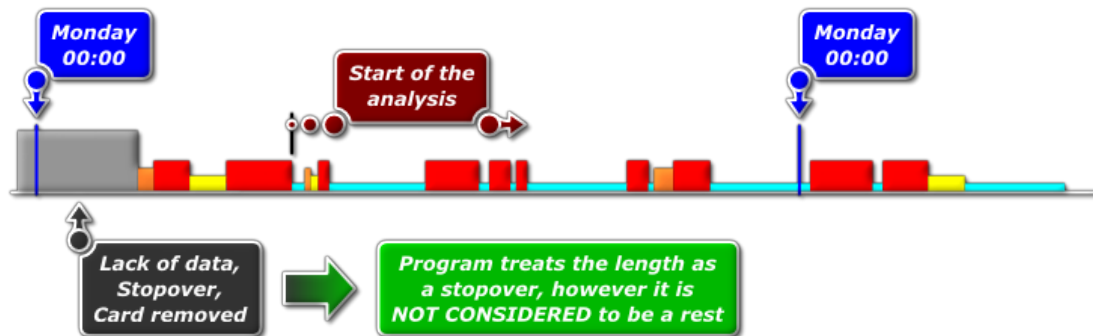 Monday
00:00
Start of the
analysis
Monday
00:00
Lack of data,
Stopover,
Card removed
Program treats the length as
a stopover, however it is
NOT CONSIDERED to be a rest